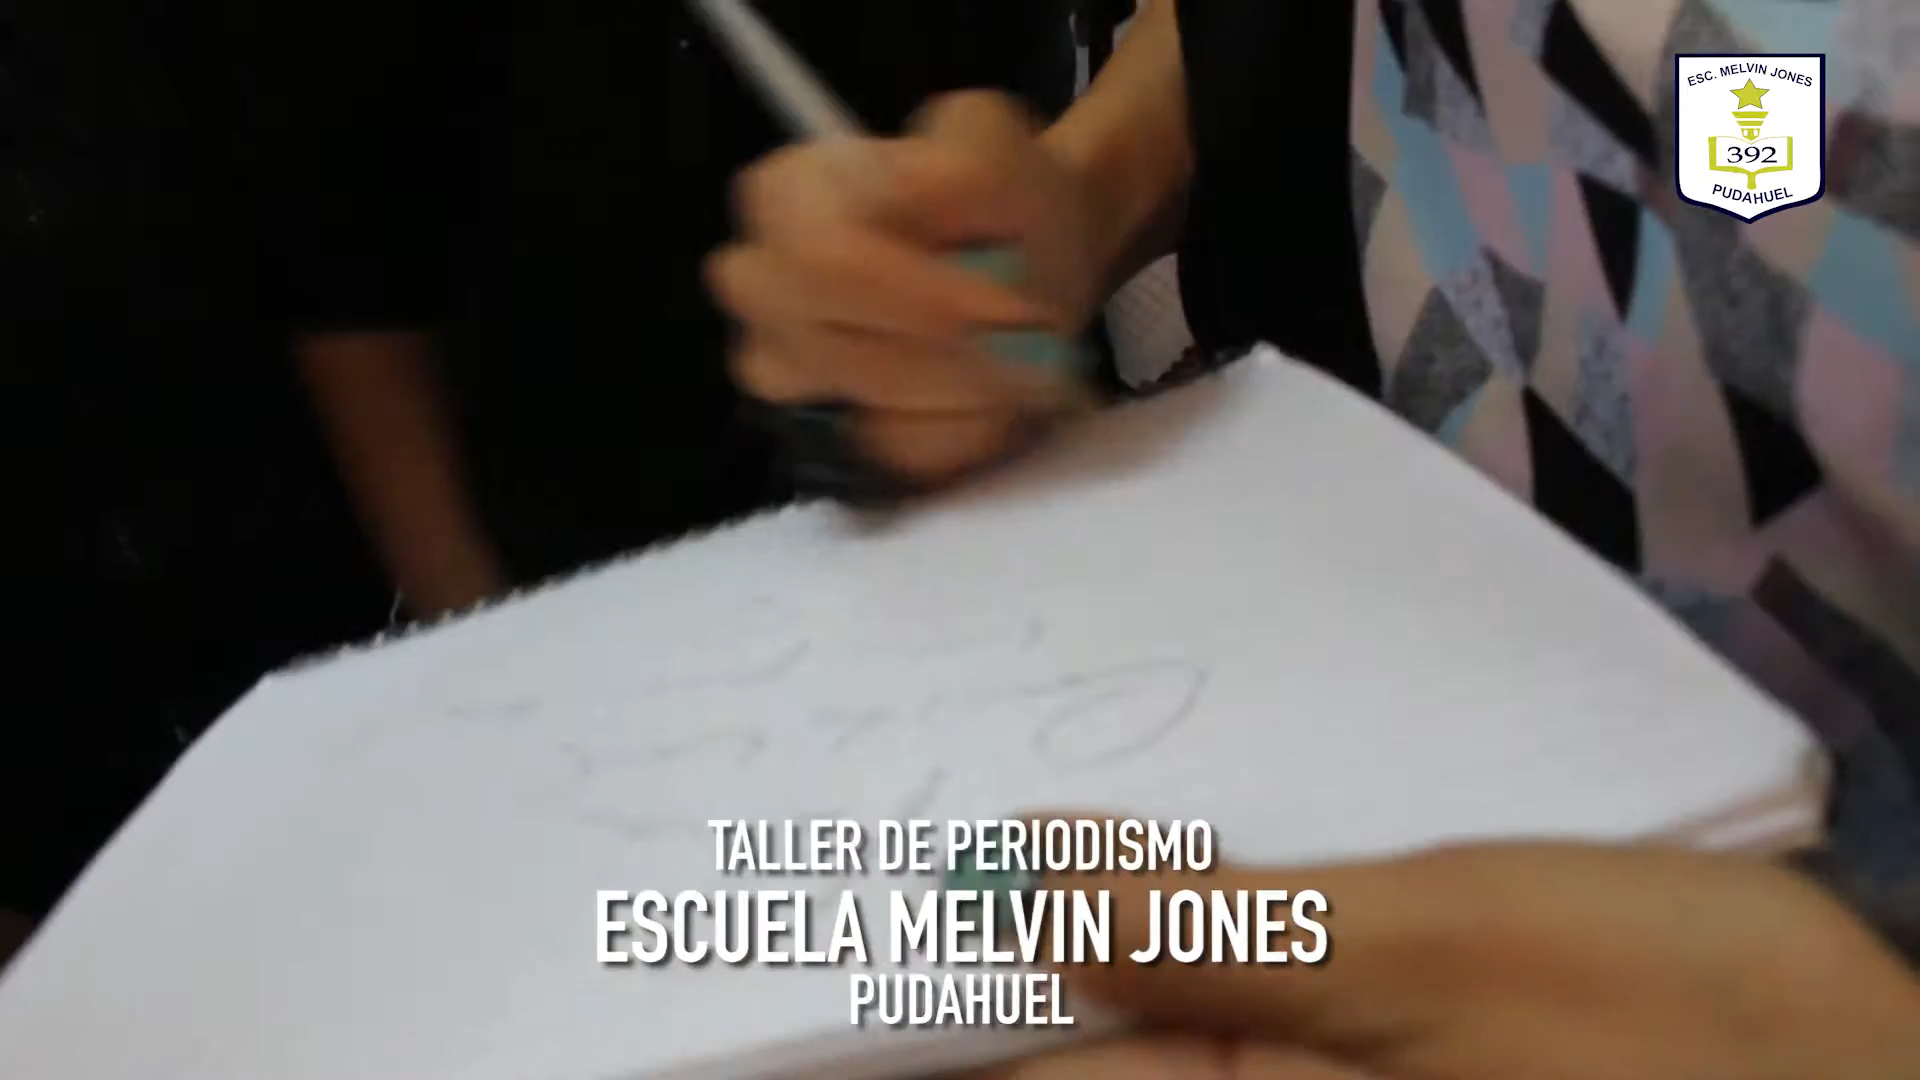 ESC. MELVIN JONES
392
PUDAHUEL
TALLER DE PERIODISMO
ESCUELA MELVIN JONES
PUDAHUEL